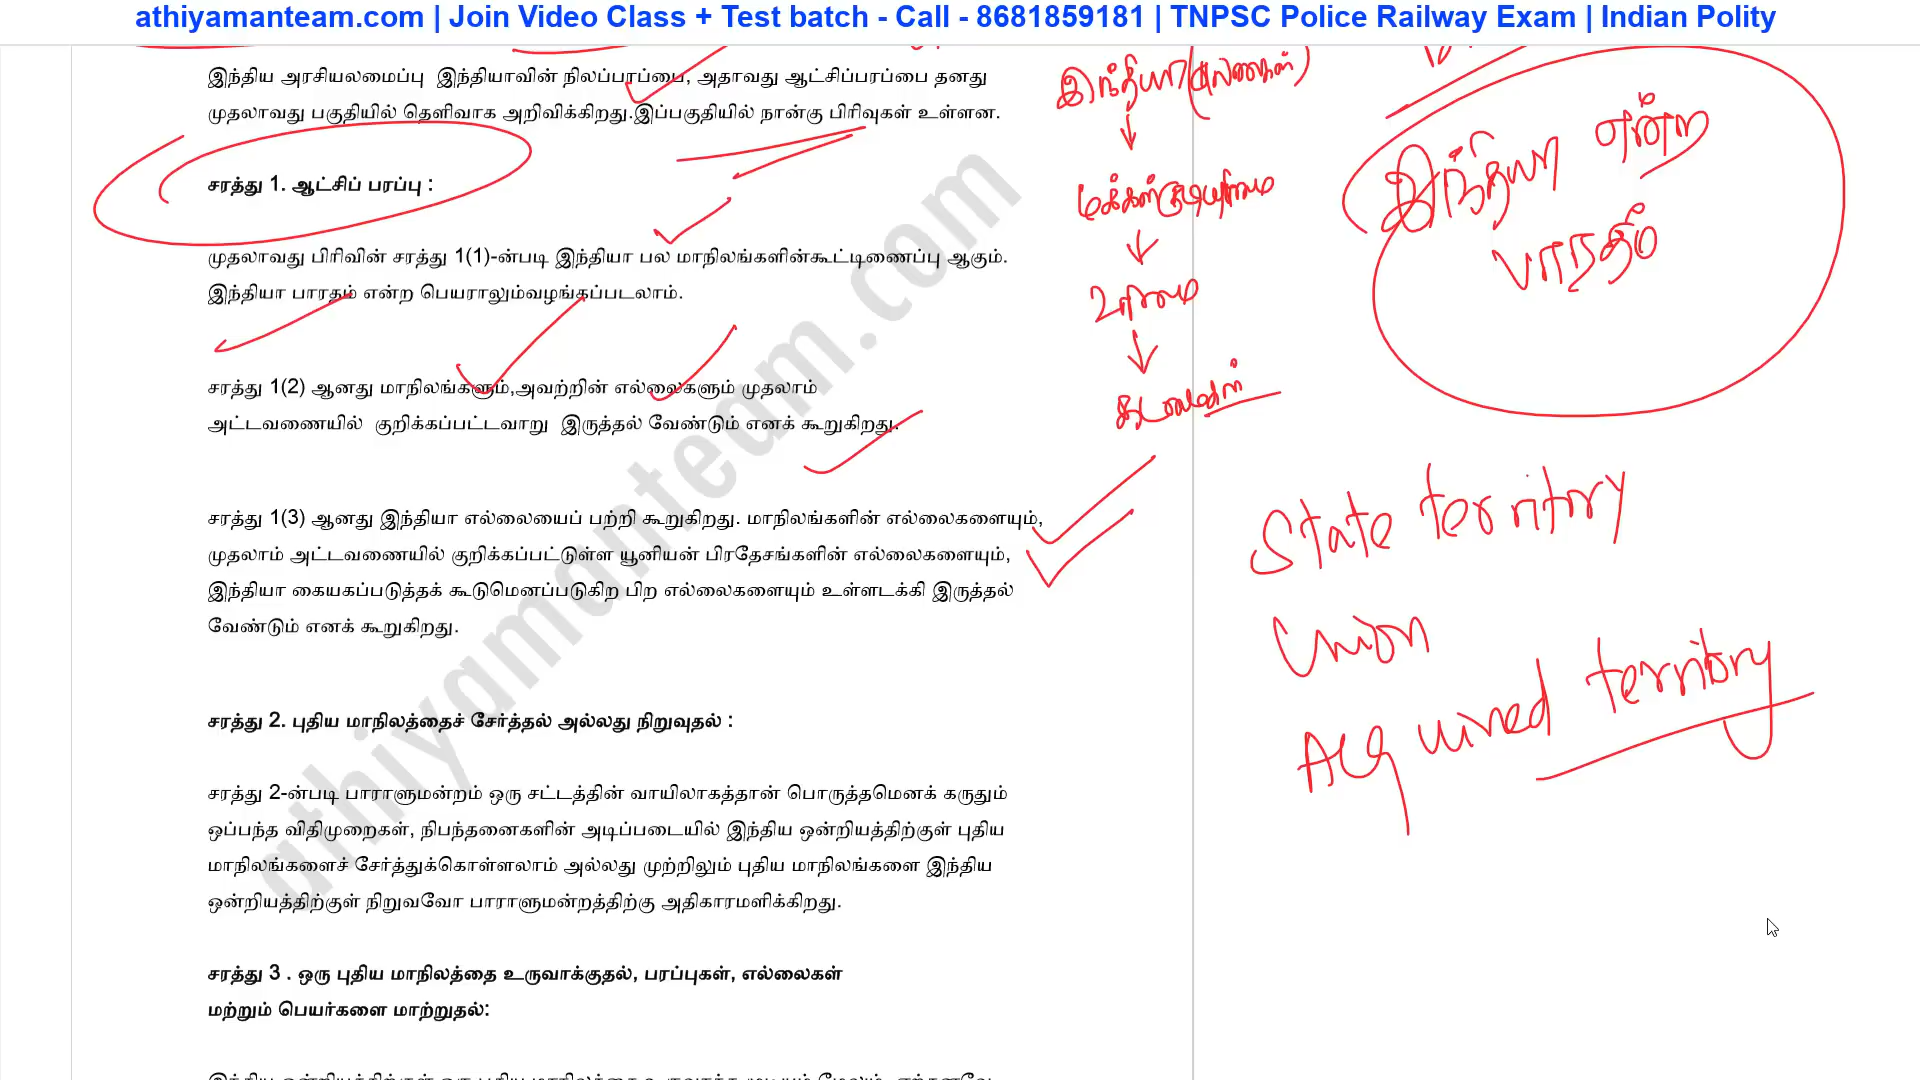 athiyamanteam.com | Join Video Class + Test batch - Call - 8681859181 | TNPSC Police Railway Exam | Indian Polity
இந்திய அரசியலமைப்பு இந்தியாவின் நிலப்பரப்பை, அதாவது ஆட்சிப்பரப்பை தனது
முதலாவது பகுதியில் தெளிவாக அறிவிக்கிறது.இப்பகுதியில் நான்கு பிரிவுகள் உள்ளன.
சரத்து 1. ஆட்சிப் பரப்பு :
முதலாவது பிரிவின் சரத்து 1(1)-ன்படி இந்தியா பல மாநிலங்களின்கூட்டிணைப்பு ஆகும்.
இந்தியா பாரதம் என்ற பெயராலும்வழங்கப்படலாம்.
சரத்து 1(2) ஆனது மாநிலங்களும்,அவற்றின் எல்லைகளும் முதலாம்
அட்டவணையில் குறிக்கப்பட்டவாறு இருத்தல் வேண்டும் எனக் கூறுகிறது.
சரத்து 1(3) ஆனது இந்தியா எல்லையைப் பற்றி கூறுகிறது. மாநிலங்களின் எல்லைகளையும்,
முதலாம் அட்டவணையில் குறிக்கப்பட்டுள்ள யூனியன் பிரதேசங்களின் எல்லைகளையும்,
இந்தியா கையகப்படுத்தக் கூடுமெனப்படுகிற பிற எல்லைகளையும் உள்ளடக்கி இருத்தல்
வேண்டும் எனக் கூறுகிறது.
சரத்து 2. புதிய மாநிலத்தைச் சேர்த்தல் அல்லது நிறுவுதல் :
சரத்து 2-ன்படி பாராளுமன்றம் ஒரு சட்டத்தின் வாயிலாகத்தான் பொருத்தமெனக் கருதும்
ஒப்பந்த விதிமுறைகள், நிபந்தனைகளின் அடிப்படையில் இந்திய ஒன்றியத்திற்குள் புதிய
மாநிலங்களைச் சேர்த்துக்கொள்ளலாம் அல்லது முற்றிலும் புதிய மாநிலங்களை இந்திய
ஒன்றியத்திற்குள் நிறுவவோ பாராளுமன்றத்திற்கு அதிகாரமளிக்கிறது.
சரத்து 3 . ஒரு புதிய மாநிலத்தை உருவாக்குதல், பரப்புகள், எல்லைகள்
மற்றும் பெயர்களை மாற்றுதல்:
athiyamanteam.com
இந்தியா
உரிமை
கடமைகள்
இந்தியா என்ற
பாரதம்
State territory
Union
Acquired territory